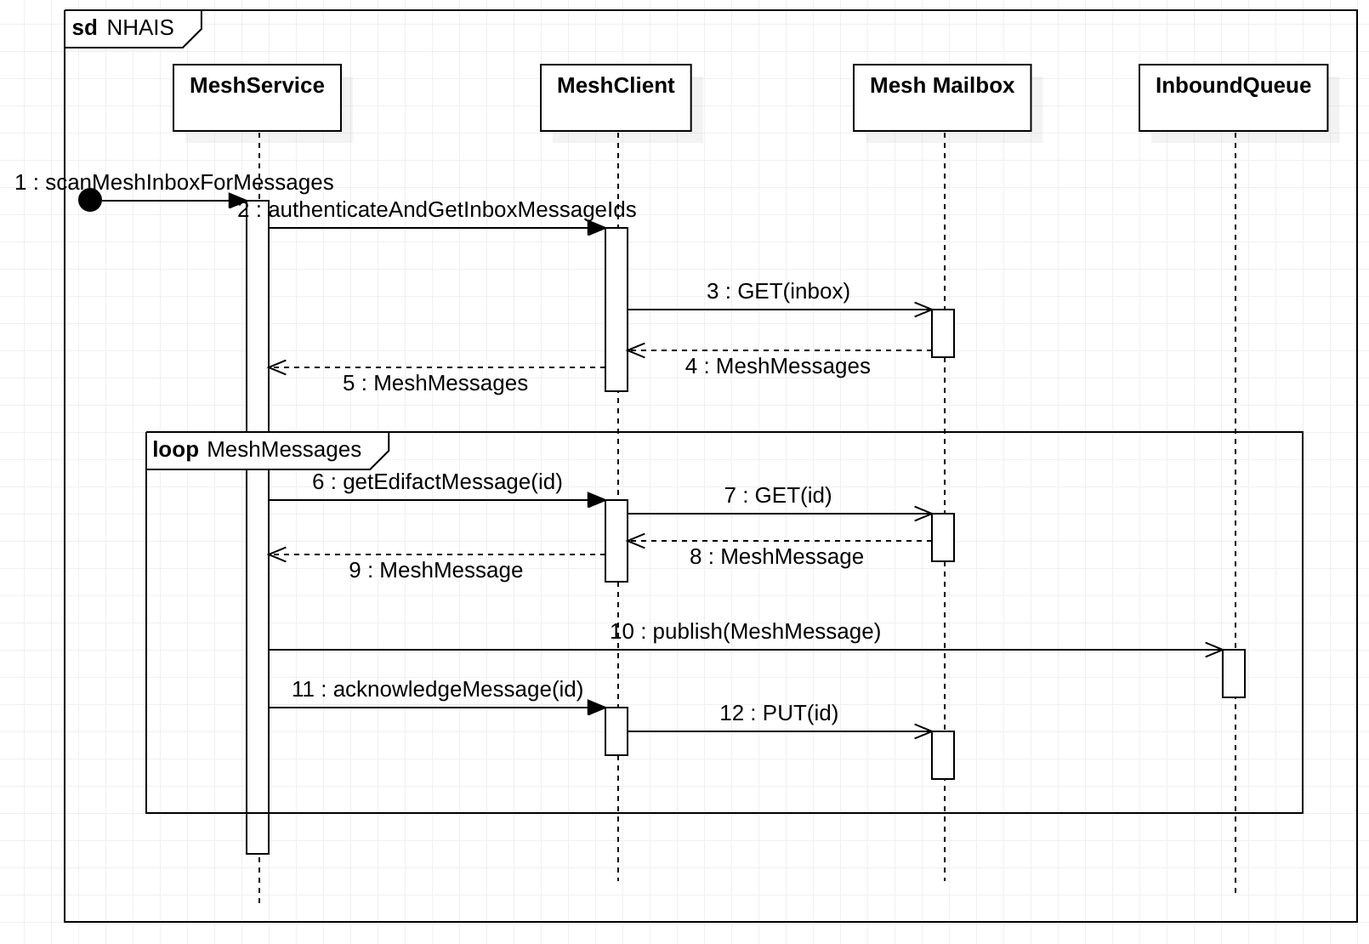 sd NHAIS
MeshService
MeshClient
Mesh Mailbox
InboundQueue
1 : scanMeshInboxForMessages
2 : authenticateAndGetInboxMessageIds
3 : GET(inbox)
4 : MeshMessages
5 : MeshMessages
loop MeshMessages
6 : getEdifactMessage(id)
7 : GET(id)
8 : MeshMessage
9 : MeshMessage
10 : publish(MeshMessage)
11 : acknowledgeMessage(id)
12 : PUT(id)